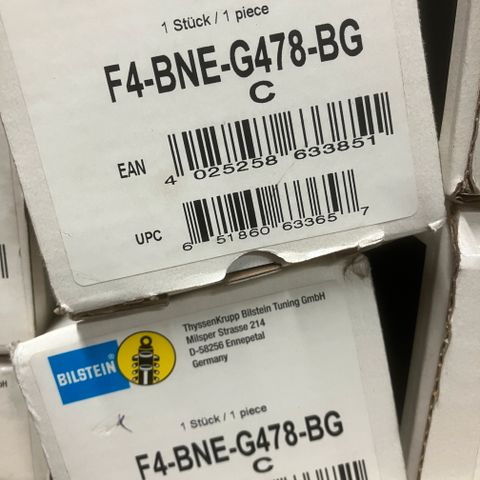 1 Stück / 1 piece
F4-BNE-G478-BG
C
EAN
4 025258 633851
UPC
6 51860 63365 7
BILSTEIN®
ThyssenKrupp Bilstein Tuning GmbH
Milsper Strasse 214
D-58256 Ennepetal
Germany
1 Stück / 1 piece
F4-BNE-G478-BG
C